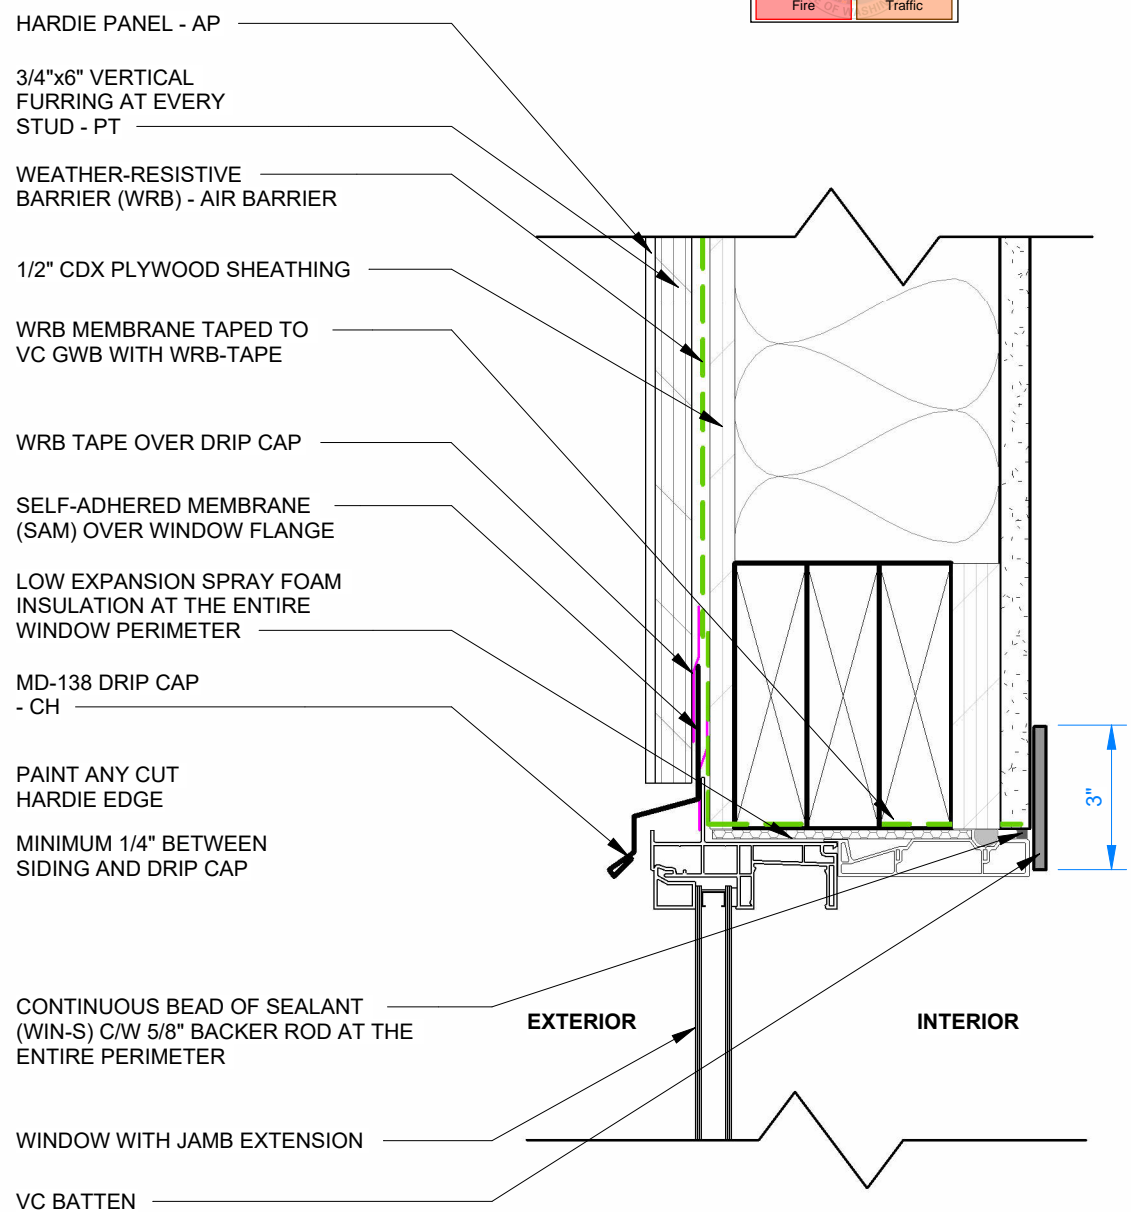 Fire
Traffic
OF WASHI
HARDIE PANEL - AP
3/4"x6" VERTICAL
FURRING AT EVERY
STUD - PT
WEATHER-RESISTIVE
BARRIER (WRB) - AIR BARRIER
1/2" CDX PLYWOOD SHEATHING
WRB MEMBRANE TAPED TO
VC GWB WITH WRB-TAPE
WRB TAPE OVER DRIP CAP
SELF-ADHERED MEMBRANE
(SAM) OVER WINDOW FLANGE
LOW EXPANSION SPRAY FOAM
INSULATION AT THE ENTIRE
WINDOW PERIMETER
MD-138 DRIP CAP
- CH
PAINT ANY CUT
HARDIE EDGE
MINIMUM 1/4" BETWEEN
SIDING AND DRIP CAP
3"
CONTINUOUS BEAD OF SEALANT
(WIN-S) C/W 5/8" BACKER ROD AT THE
ENTIRE PERIMETER
EXTERIOR
INTERIOR
WINDOW WITH JAMB EXTENSION
VC BATTEN